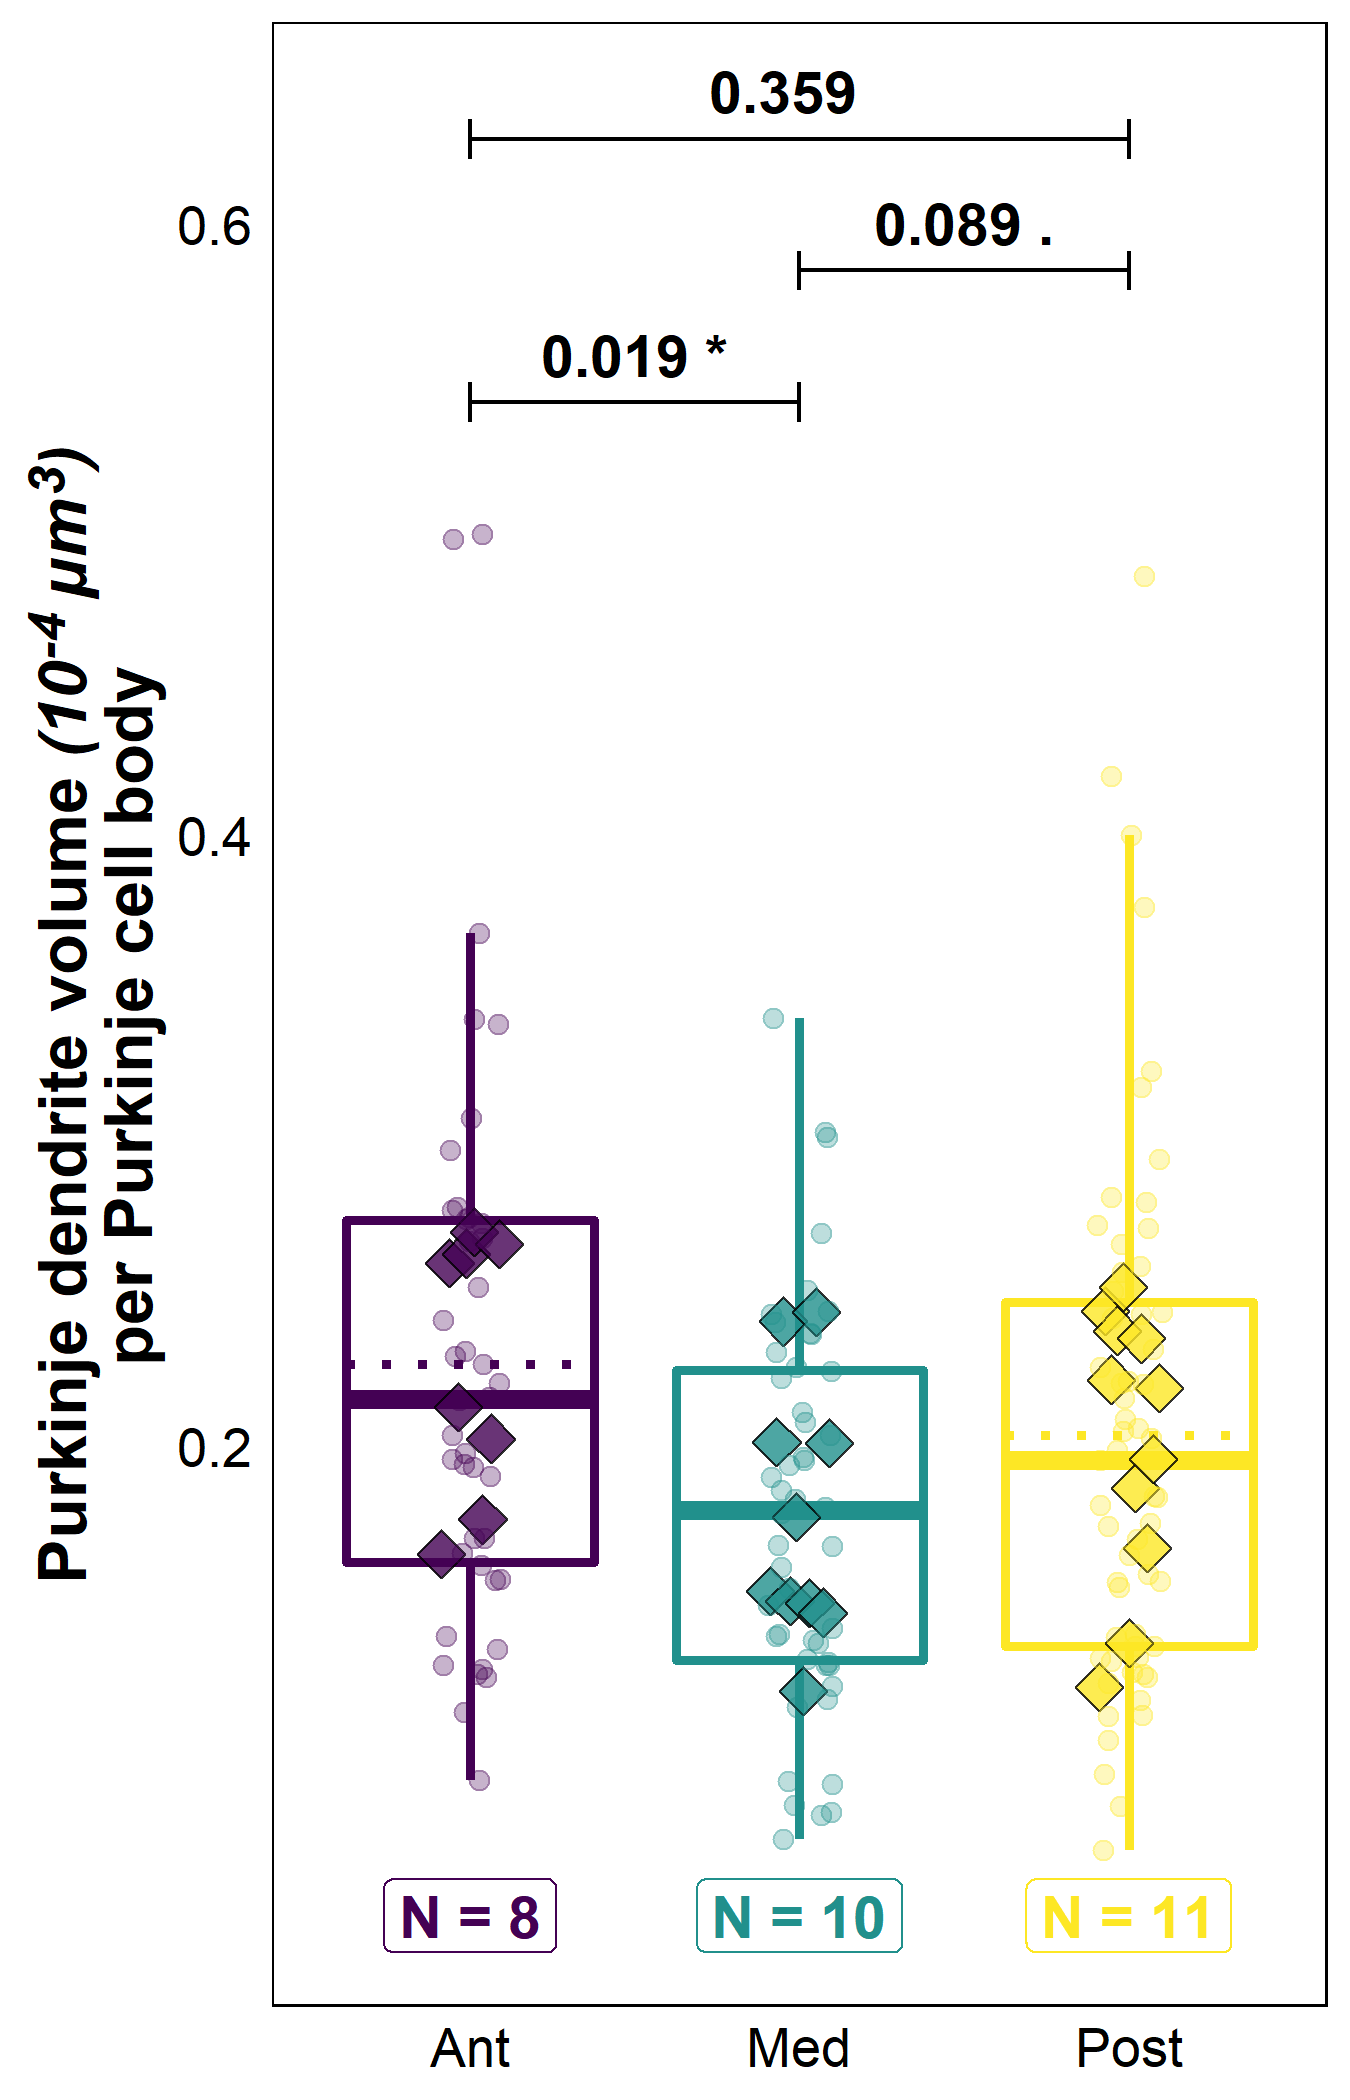 Purkinje dendrite volume (10⁻⁴ µm³)
per Purkinje cell body
0.6
0.4
0.2
0.359
0.089 .
0.019 *
N = 8
N = 10
N = 11
Ant
Med
Post